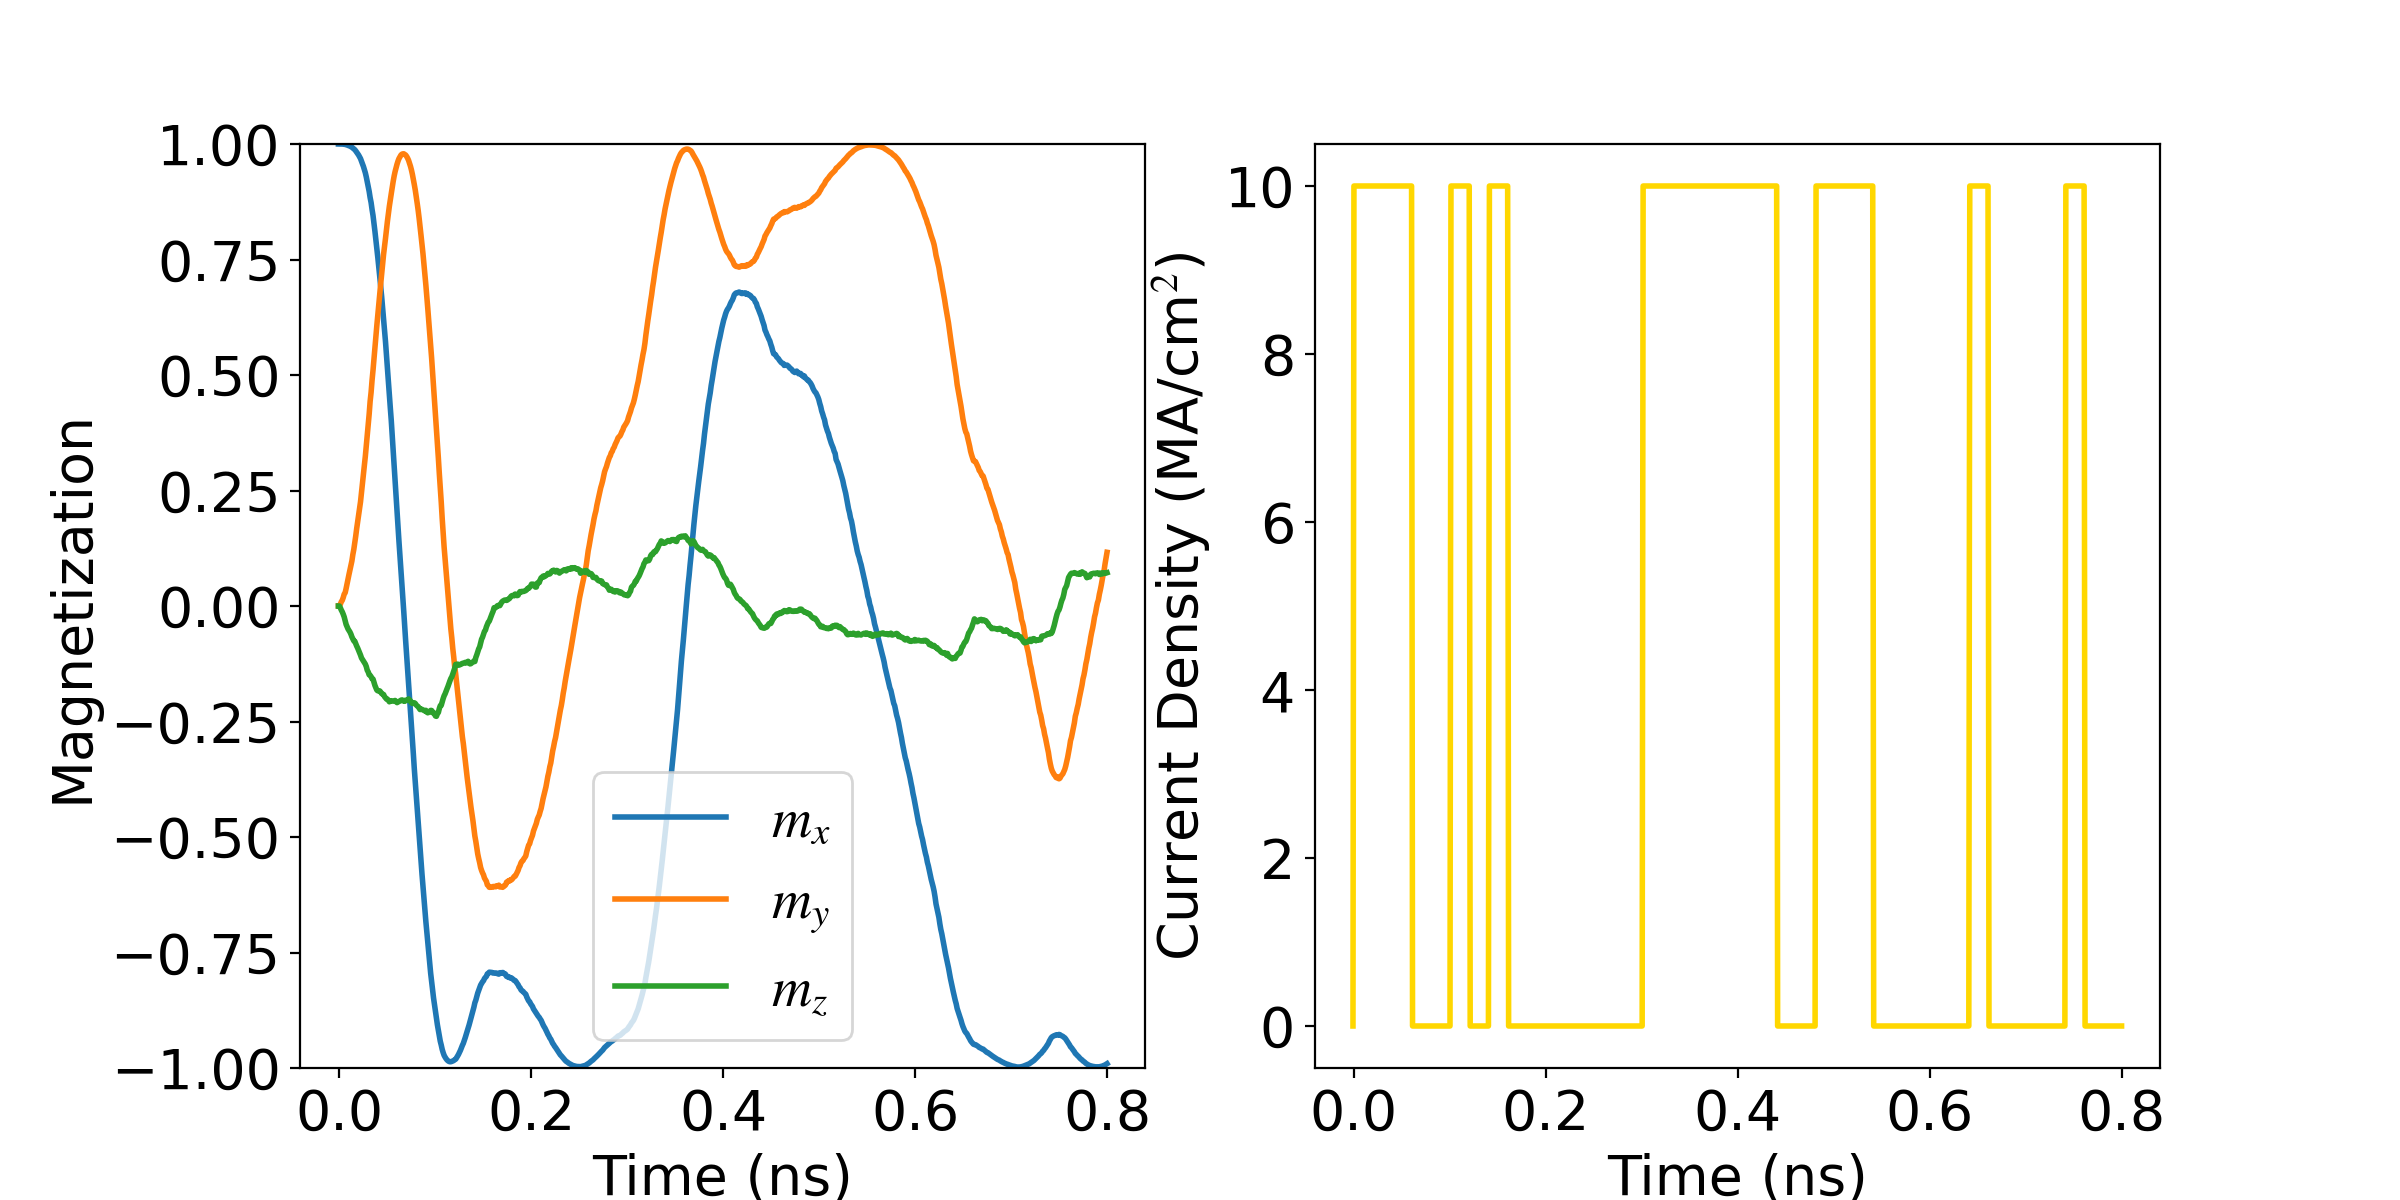 1.00
0.75
0.50
0.25
0.00
−0.25
−0.50
−0.75
−1.00
Magnetization
0.0 0.2 0.4 0.6 0.8
Time (ns)
m_x
m_y
m_z
10
8
6
4
2
0
Current Density (MA/cm²)
0.0 0.2 0.4 0.6 0.8
Time (ns)